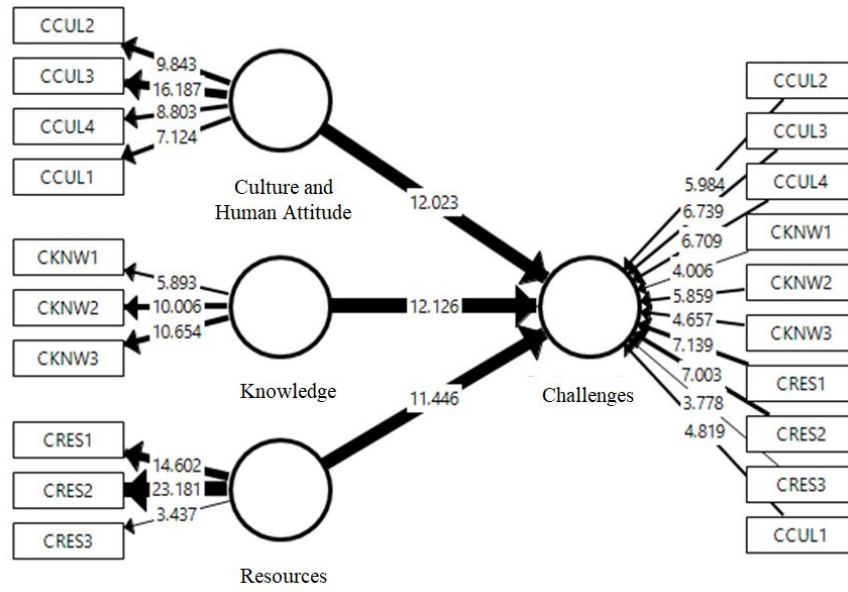 CCUL2
CCUL3
CCUL4
CCUL1
9.843
16.187
8.803
7.124
Culture and
Human Attitude
12.023
CKNW1
CKNW2
CKNW3
5.893
10.006
10.654
Knowledge
12.126
CRES1
CRES2
CRES3
14.602
23.181
3.437
Resources
11.446
Challenges
5.984
6.739
6.709
4.006
5.859
4.657
7.139
7.003
3.778
4.819
CCUL2
CCUL3
CCUL4
CKNW1
CKNW2
CKNW3
CRES1
CRES2
CRES3
CCUL1